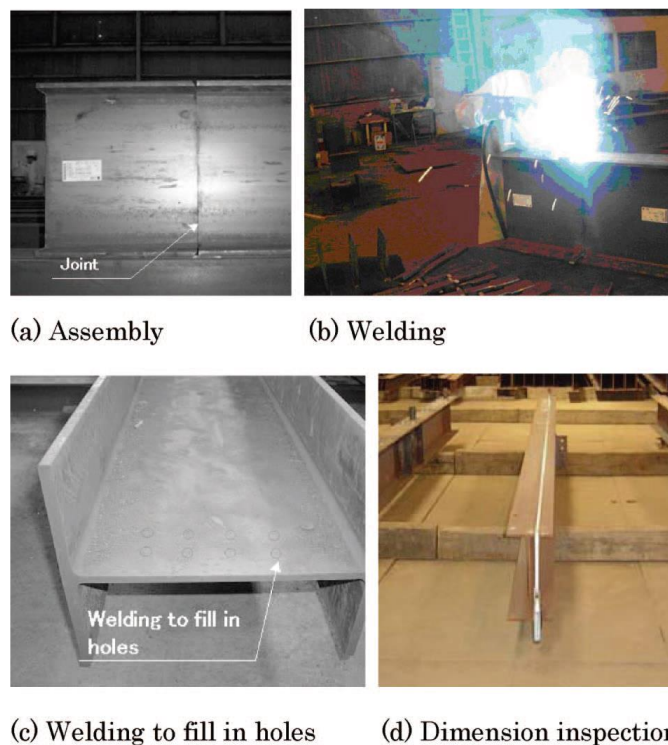 Joint
(a) Assembly
(b) Welding
Welding to fill in
holes
(c) Welding to fill in holes
(d) Dimension inspection